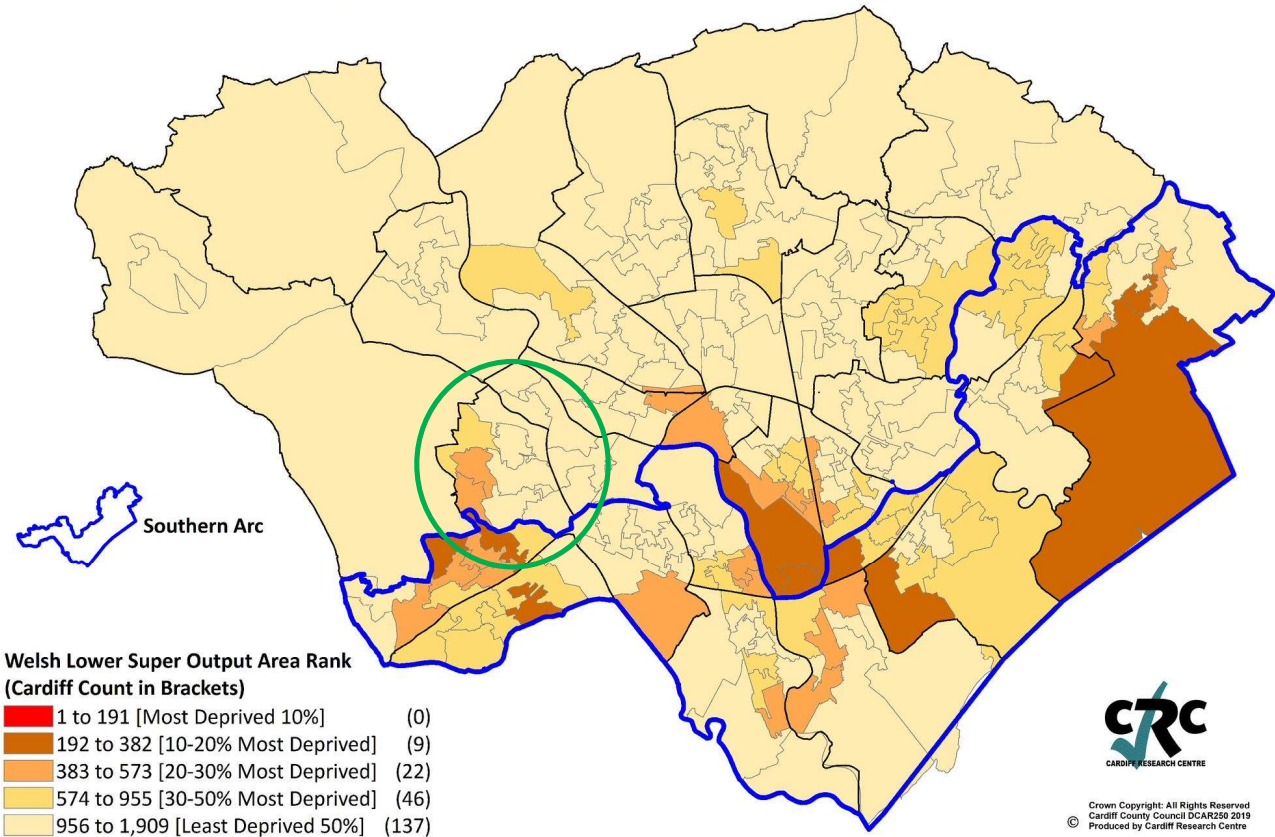 Southern Arc
Welsh Lower Super Output Area Rank
(Cardiff Count in Brackets)
1 to 191 [Most Deprived 10%] (0)
192 to 382 [10-20% Most Deprived] (9)
383 to 573 [20-30% Most Deprived] (22)
574 to 955 [30-50% Most Deprived] (46)
956 to 1,909 [Least Deprived 50%] (137)
CRC
CARDIFF RESEARCH CENTRE
Crown Copyright: All Rights Reserved
Cardiff County Council DCAR250 2019
© Produced by Cardiff Research Centre